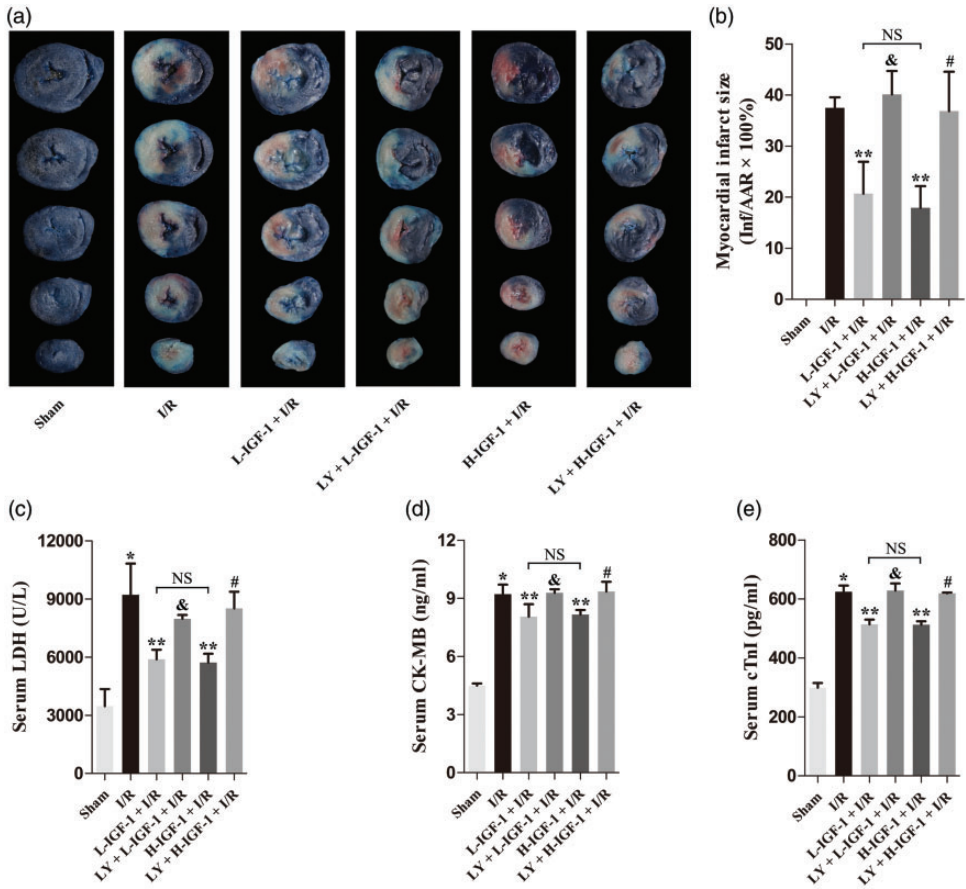 (a)
Sham
I/R
L-IGF-1 + I/R
LY + L-IGF-1 + I/R
H-IGF-1 + I/R
LY + H-IGF-1 + I/R
(b)
Myocardial infarct size
(Inf/AAR × 100%)
50
40
30
20
10
0
NS
**
&
**
#
Sham
I/R
L-IGF-1 + I/R
LY + L-IGF-1 + I/R
H-IGF-1 + I/R
LY + H-IGF-1 + I/R
(c)
Serum LDH (U/L)
12000
9000
6000
3000
0
*
NS
**
&
**
#
Sham
I/R
L-IGF-1 + I/R
LY + L-IGF-1 + I/R
H-IGF-1 + I/R
LY + H-IGF-1 + I/R
(d)
Serum CK-MB (ng/ml)
12
9
6
3
0
*
NS
**
&
**
#
Sham
I/R
L-IGF-1 + I/R
LY + L-IGF-1 + I/R
H-IGF-1 + I/R
LY + H-IGF-1 + I/R
(e)
Serum cTnI (pg/ml)
800
600
400
200
0
*
NS
**
&
**
#
Sham
I/R
L-IGF-1 + I/R
LY + L-IGF-1 + I/R
H-IGF-1 + I/R
LY + H-IGF-1 + I/R